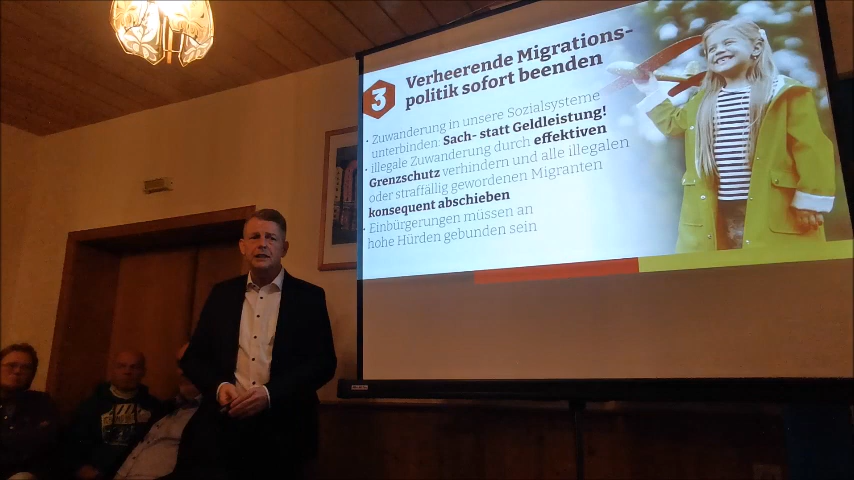 3
Verheerende Migrations-
politik sofort beenden
• Zuwanderung in unsere Sozialsysteme
unterbinden: Sach- statt Geldleistung!
• illegale Zuwanderung durch effektiven
Grenzschutz verhindern und alle illegalen
oder straffällig gewordenen Migranten
konsequent abschieben
• Einbürgerungen müssen an
hohe Hürden gebunden sein